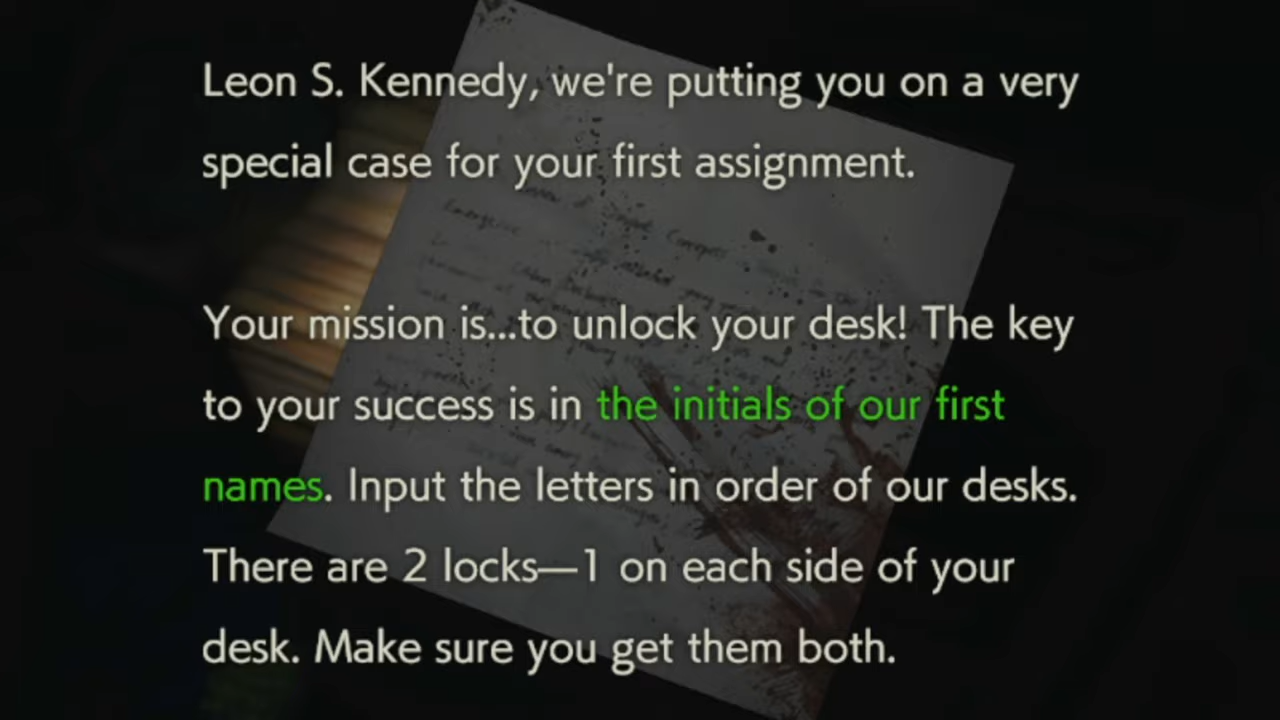 Leon S. Kennedy, we're putting you on a very
special case for your first assignment.
Your mission is...to unlock your desk! The key
to your success is in the initials of our first
names. Input the letters in order of our desks.
There are 2 locks—1 on each side of your
desk. Make sure you get them both.